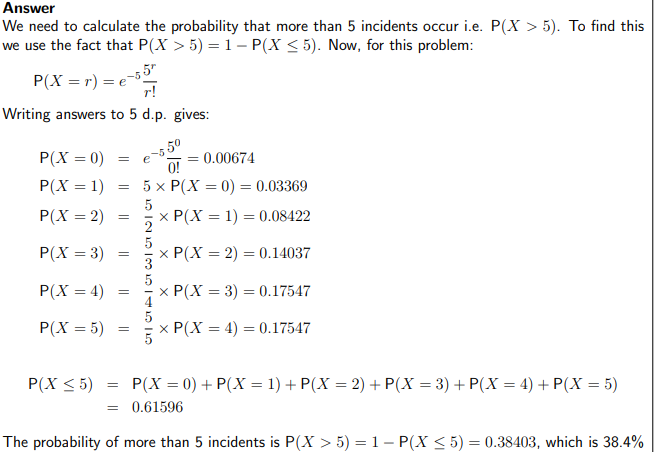 Answer
We need to calculate the probability that more than 5 incidents occur i.e. P(X > 5). To find this
we use the fact that P(X > 5) = 1 − P(X ≤ 5). Now, for this problem:
P(X = r) = e⁻⁵ 5ʳ/r!
Writing answers to 5 d.p. gives:
P(X = 0) = e⁻⁵ 5⁰/0! = 0.00674
P(X = 1) = 5 × P(X = 0) = 0.03369
P(X = 2) = 5/2 × P(X = 1) = 0.08422
P(X = 3) = 5/3 × P(X = 2) = 0.14037
P(X = 4) = 5/4 × P(X = 3) = 0.17547
P(X = 5) = 5/5 × P(X = 4) = 0.17547
P(X ≤ 5) = P(X = 0) + P(X = 1) + P(X = 2) + P(X = 3) + P(X = 4) + P(X = 5)
= 0.61596
The probability of more than 5 incidents is P(X > 5) = 1 − P(X ≤ 5) = 0.38403, which is 38.4%